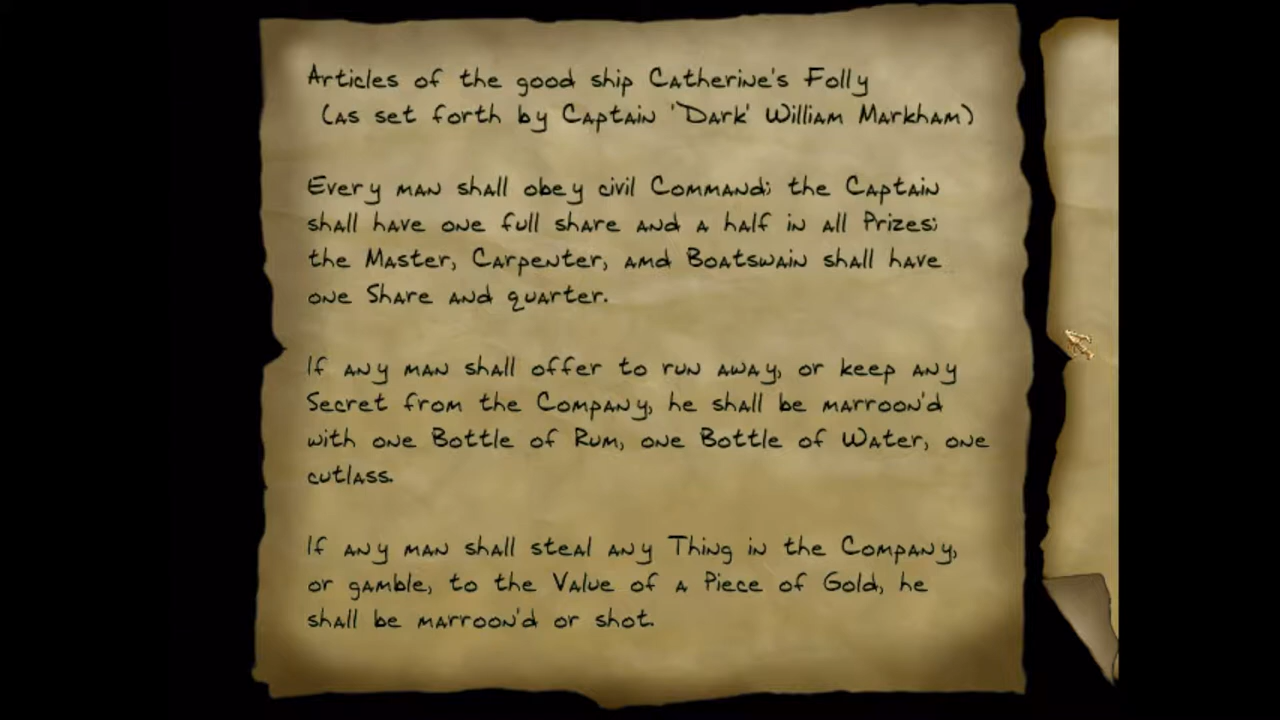 Articles of the good ship Catherine's Folly
(as set forth by Captain 'Dark' William Markham)
Every man shall obey civil Command; the Captain
shall have one full share and a half in all Prizes;
the Master, Carpenter, amd Boatswain shall have
one Share and quarter.
If any man shall offer to run away, or keep any
Secret from the Company, he shall be marroon'd
with one Bottle of Rum, one Bottle of Water, one
cutlass.
If any man shall steal any Thing in the Company,
or gamble, to the Value of a Piece of Gold, he
shall be marroon'd or shot.